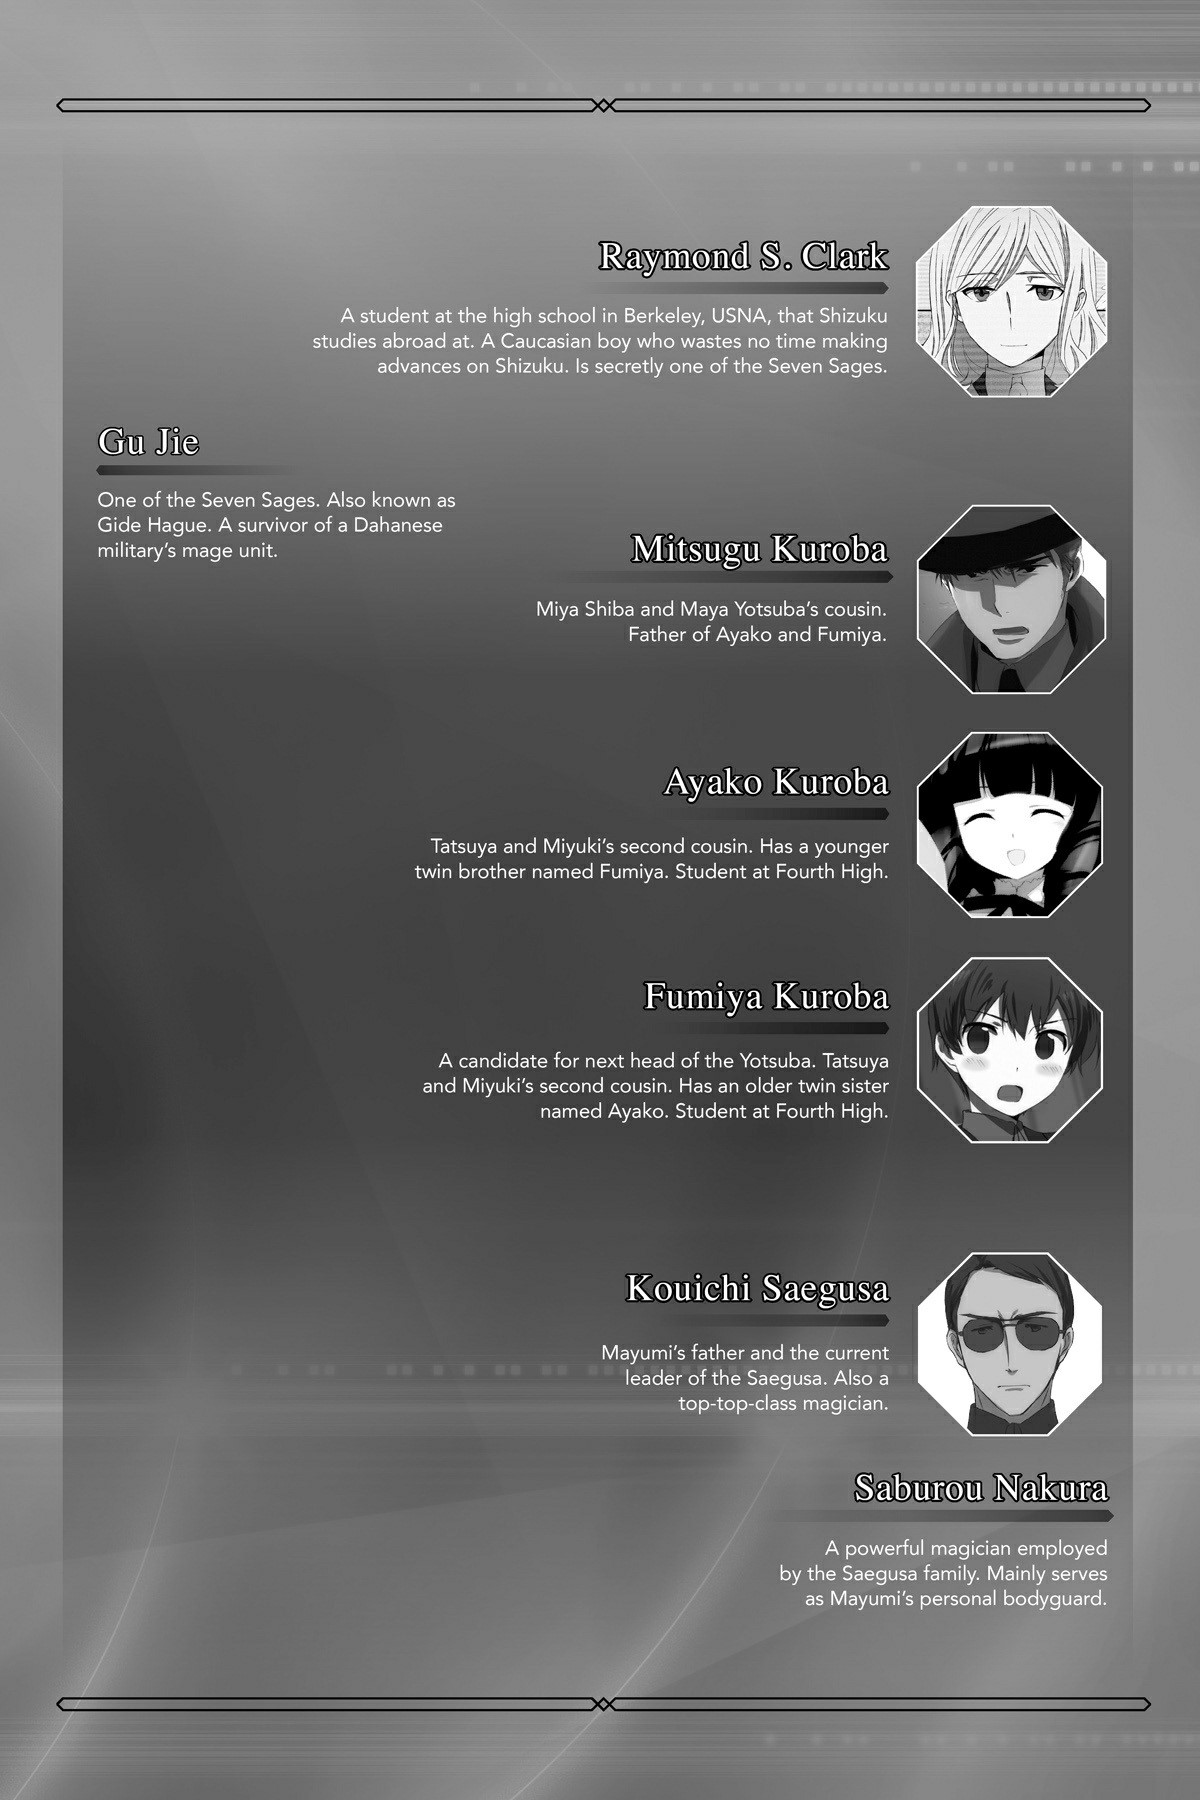 Raymond S. Clark
A student at the high school in Berkeley, USNA, that Shizuku
studies abroad at. A Caucasian boy who wastes no time making
advances on Shizuku. Is secretly one of the Seven Sages.
Gu Jie
One of the Seven Sages. Also known as
Gide Hague. A survivor of a Dahanese
military’s mage unit.
Mitsugu Kuroba
Miya Shiba and Maya Yotsuba’s cousin.
Father of Ayako and Fumiya.
Ayako Kuroba
Tatsuya and Miyuki’s second cousin. Has a younger
twin brother named Fumiya. Student at Fourth High.
Fumiya Kuroba
A candidate for next head of the Yotsuba. Tatsuya
and Miyuki’s second cousin. Has an older twin sister
named Ayako. Student at Fourth High.
Kouichi Saegusa
Mayumi’s father and the current
leader of the Saegusa. Also a
top-top-class magician.
Saburou Nakura
A powerful magician employed
by the Saegusa family. Mainly serves
as Mayumi’s personal bodyguard.